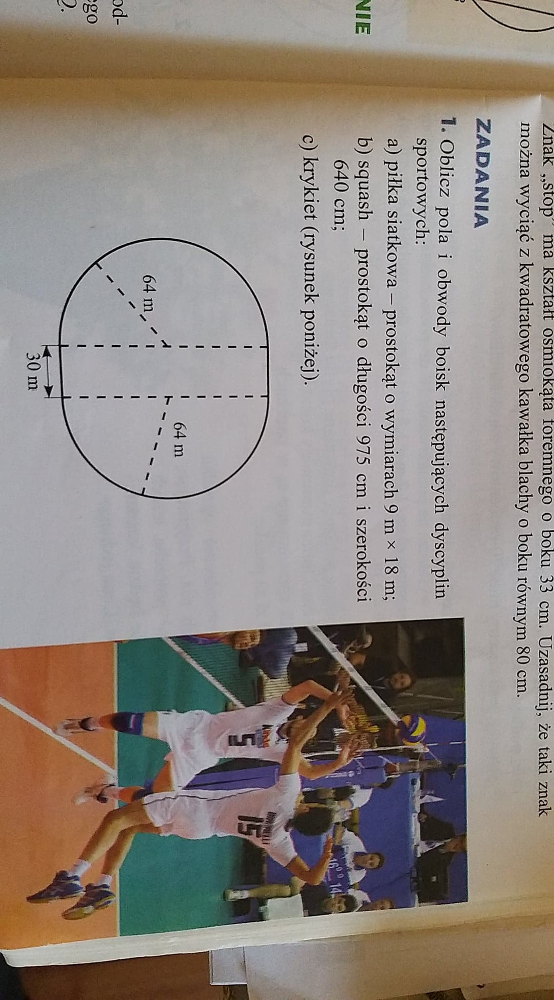 NIE
od-
ego
Znak „stop” ma kształt ośmiokąta foremnego o boku 33 cm. Uzasadnij, że taki znak
można wyciąć z kwadratowego kawałka blachy o boku równym 80 cm.
ZADANIA
1. Oblicz pola i obwody boisk następujących dyscyplin
sportowych:
a) piłka siatkowa – prostokąt o wymiarach 9 m × 18 m;
b) squash – prostokąt o długości 975 cm i szerokości
640 cm;
c) krykiet (rysunek poniżej).
64 m
64 m
30 m
5
15
16
14